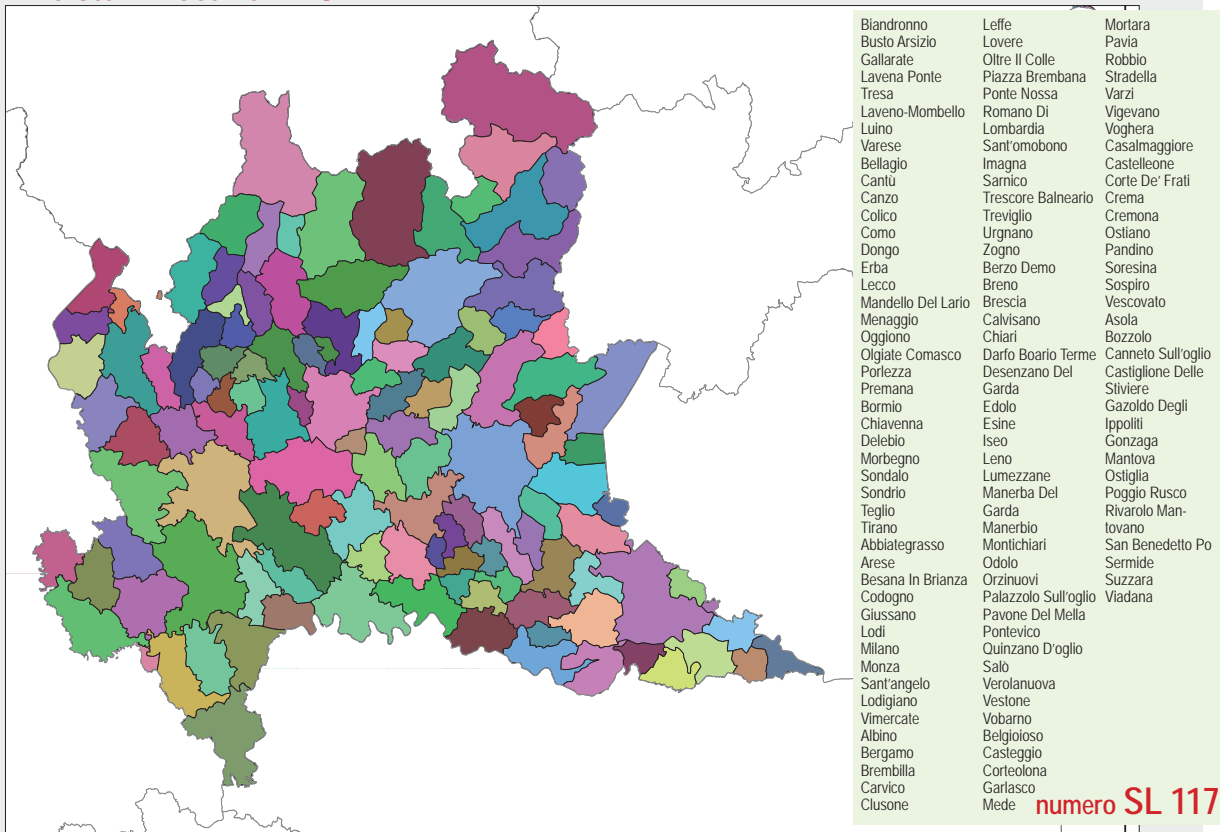 Biandronno
Busto Arsizio
Gallarate
Lavena Ponte
Tresa
Laveno-Mombello
Luino
Varese
Bellagio
Cantù
Canzo
Colico
Como
Dongo
Erba
Lecco
Mandello Del Lario
Menaggio
Oggiono
Olgiate Comasco
Porlezza
Premana
Bormio
Chiavenna
Delebio
Morbegno
Sondalo
Sondrio
Teglio
Tirano
Abbiategrasso
Arese
Besana In Brianza
Codogno
Giussano
Lodi
Milano
Monza
Sant'angelo
Lodigiano
Vimercate
Albino
Bergamo
Brembilla
Carvico
Clusone
Leffe
Lovere
Oltre Il Colle
Piazza Brembana
Ponte Nossa
Romano Di
Lombardia
Sant'omobono
Imagna
Sarnico
Trescore Balneario
Treviglio
Urgnano
Zogno
Berzo Demo
Breno
Brescia
Calvisano
Chiari
Darfo Boario Terme
Desenzano Del
Garda
Edolo
Esine
Iseo
Leno
Lumezzane
Manerba Del
Garda
Manerbio
Montichiari
Odolo
Orzinuovi
Palazzolo Sull'oglio
Pavone Del Mella
Pontevico
Quinzano D'oglio
Salò
Verolanuova
Vestone
Vobarno
Belgioioso
Casteggio
Corteolona
Garlasco
Mede
Mortara
Pavia
Robbio
Stradella
Varzi
Vigevano
Voghera
Casalmaggiore
Castelleone
Corte De' Frati
Crema
Cremona
Ostiano
Pandino
Soresina
Sospiro
Vescovato
Asola
Bozzolo
Canneto Sull'oglio
Castiglione Delle
Stiviere
Gazoldo Degli
Ippoliti
Gonzaga
Mantova
Ostiglia
Poggio Rusco
Rivarolo Man-
tovano
San Benedetto Po
Sermide
Suzzara
Viadana
numero SL 117